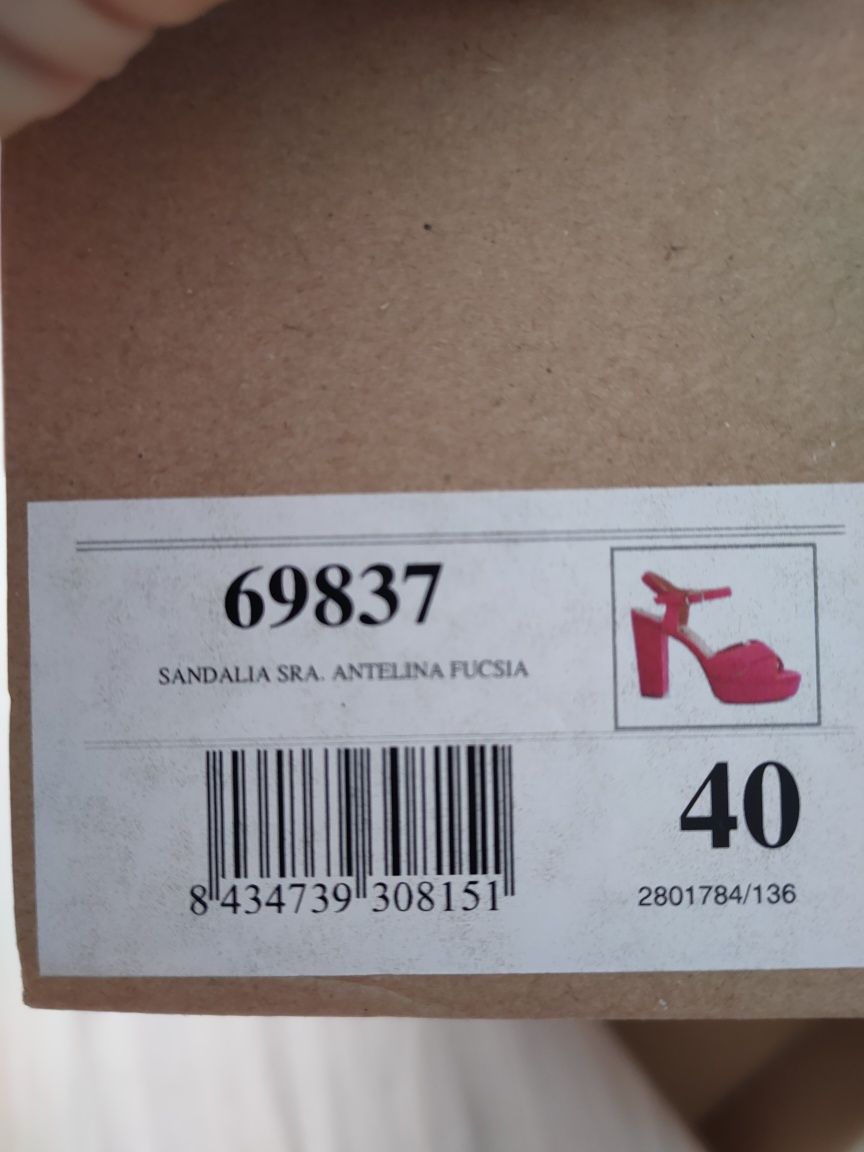 69837
SANDALIA SRA. ANTELINA FUCSIA
40
8 434739 308151
2801784/136